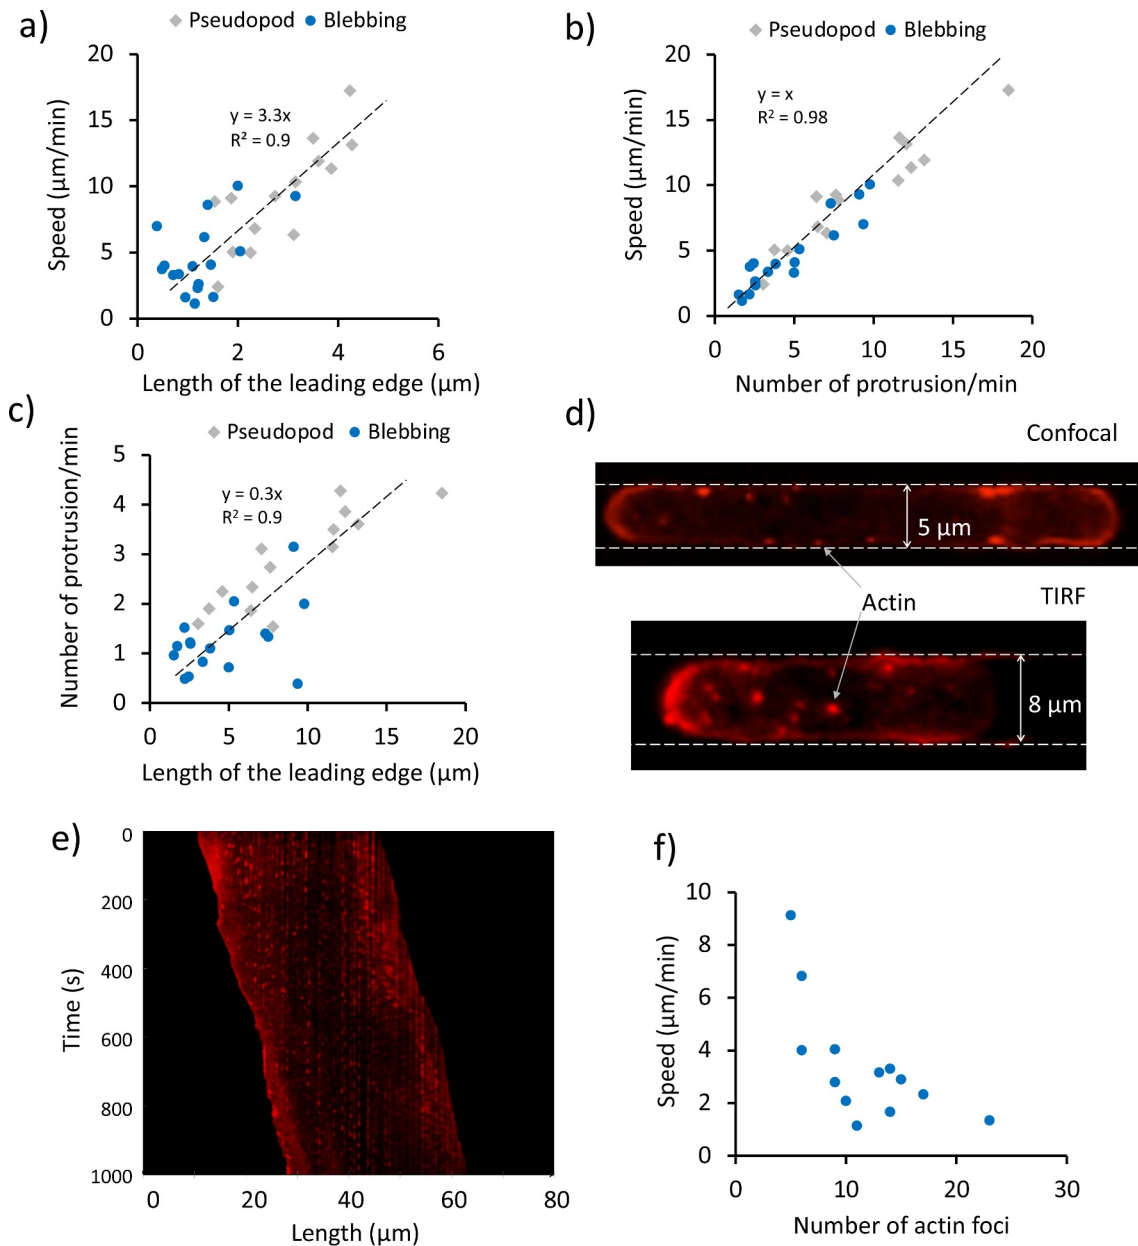 a)
Pseudopod Blebbing
20
15
10
5
0
0 2 4 6
y = 3.3x
R² = 0.9
Speed (µm/min)
Length of the leading edge (µm)
b)
Pseudopod Blebbing
20
15
10
5
0
0 5 10 15 20
y = x
R² = 0.98
Speed (µm/min)
Number of protrusion/min
c)
Pseudopod Blebbing
5
4
3
2
1
0
0 5 10 15 20
y = 0.3x
R² = 0.9
Number of protrusion/min
Length of the leading edge (µm)
d)
Confocal
5 µm
Actin
TIRF
8 µm
e)
0
200
400
600
800
1000
0 20 40 60 80
Time (s)
Length (µm)
f)
10
8
6
4
2
0
0 10 20 30
Speed (µm/min)
Number of actin foci